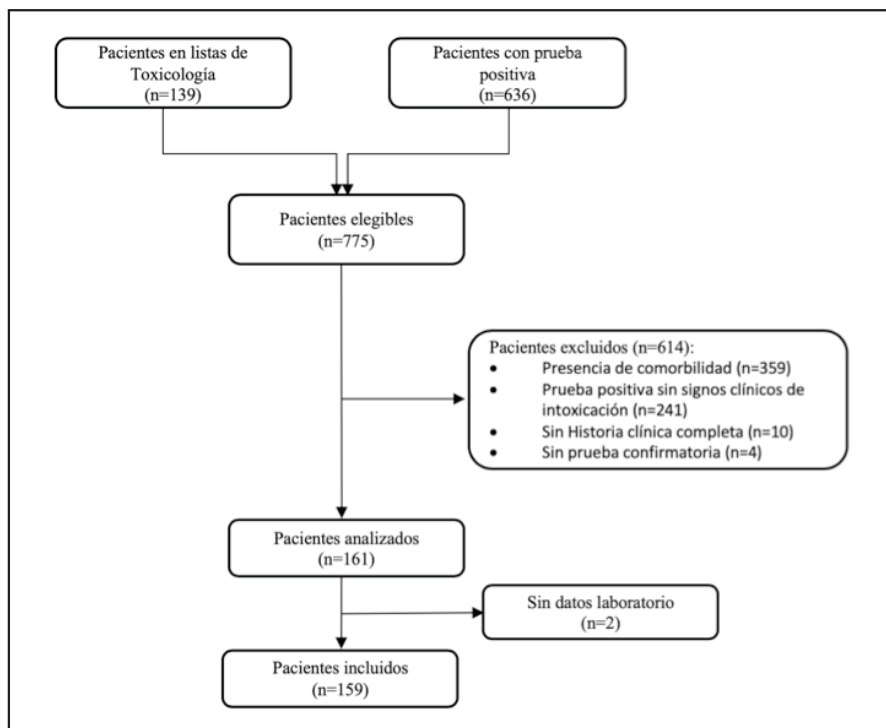 Pacientes en listas de
Toxicología
(n=139)
Pacientes con prueba
positiva
(n=636)
Pacientes elegibles
(n=775)
Pacientes excluidos (n=614):
• Presencia de comorbilidad (n=359)
• Prueba positiva sin signos clínicos de
intoxicación (n=241)
• Sin Historia clínica completa (n=10)
• Sin prueba confirmatoria (n=4)
Pacientes analizados
(n=161)
Sin datos laboratorio
(n=2)
Pacientes incluidos
(n=159)